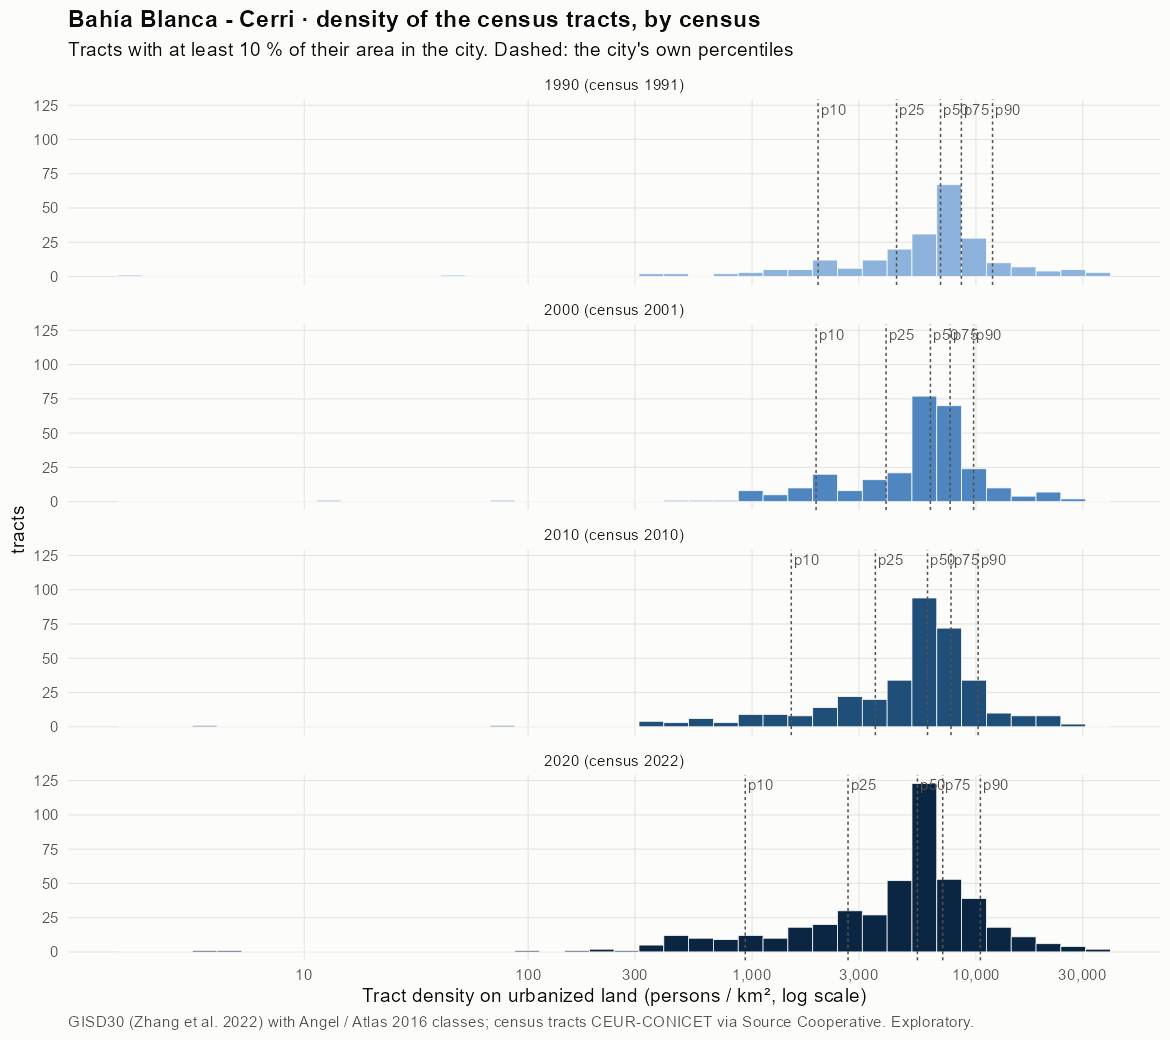 Bahía Blanca - Cerri · density of the census tracts, by census
Tracts with at least 10 % of their area in the city. Dashed: the city's own percentiles
1990 (census 1991)
125
100
75
50
25
0
p10
p25
p50
p75
p90
2000 (census 2001)
125
100
75
50
25
0
p10
p25
p50
p75
p90
tracts
2010 (census 2010)
125
100
75
50
25
0
p10
p25
p50
p75
p90
2020 (census 2022)
125
100
75
50
25
0
p10
p25
p50
p75
p90
10
100
300
1,000
3,000
10,000
30,000
Tract density on urbanized land (persons / km², log scale)
GISD30 (Zhang et al. 2022) with Angel / Atlas 2016 classes; census tracts CEUR-CONICET via Source Cooperative. Exploratory.